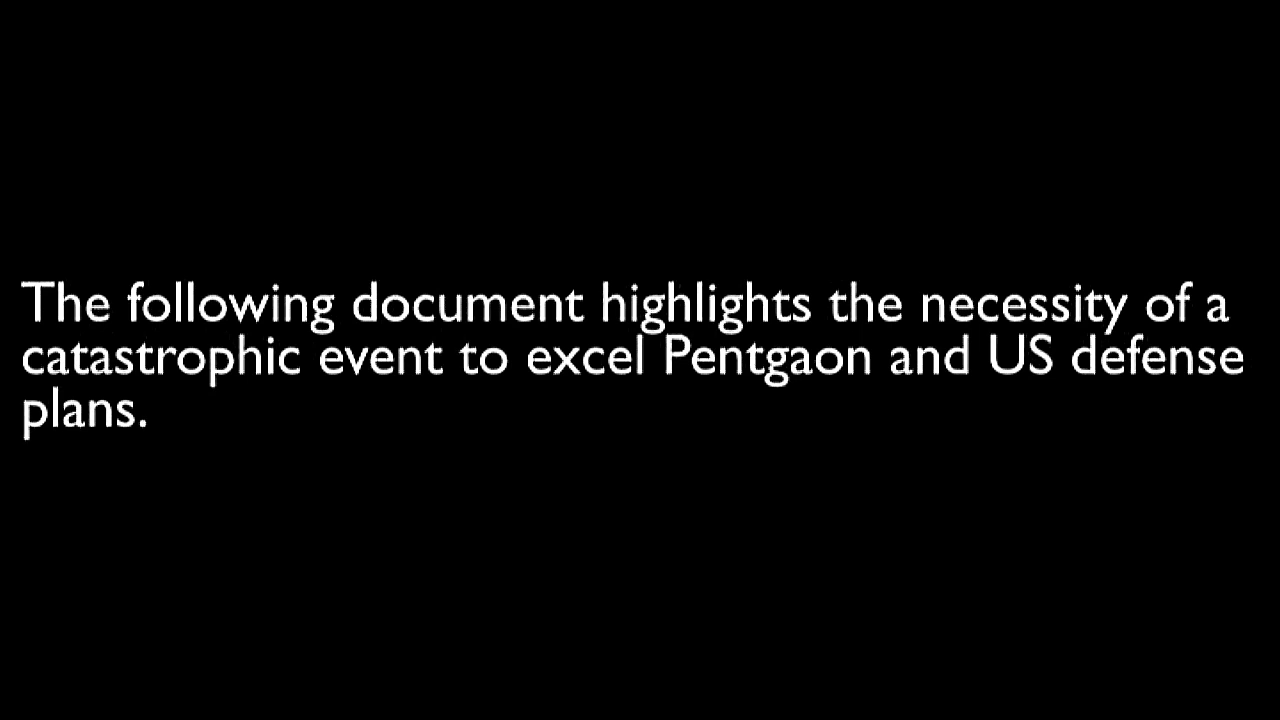 The following document highlights the necessity of a
catastrophic event to excel Pentgaon and US defense
plans.